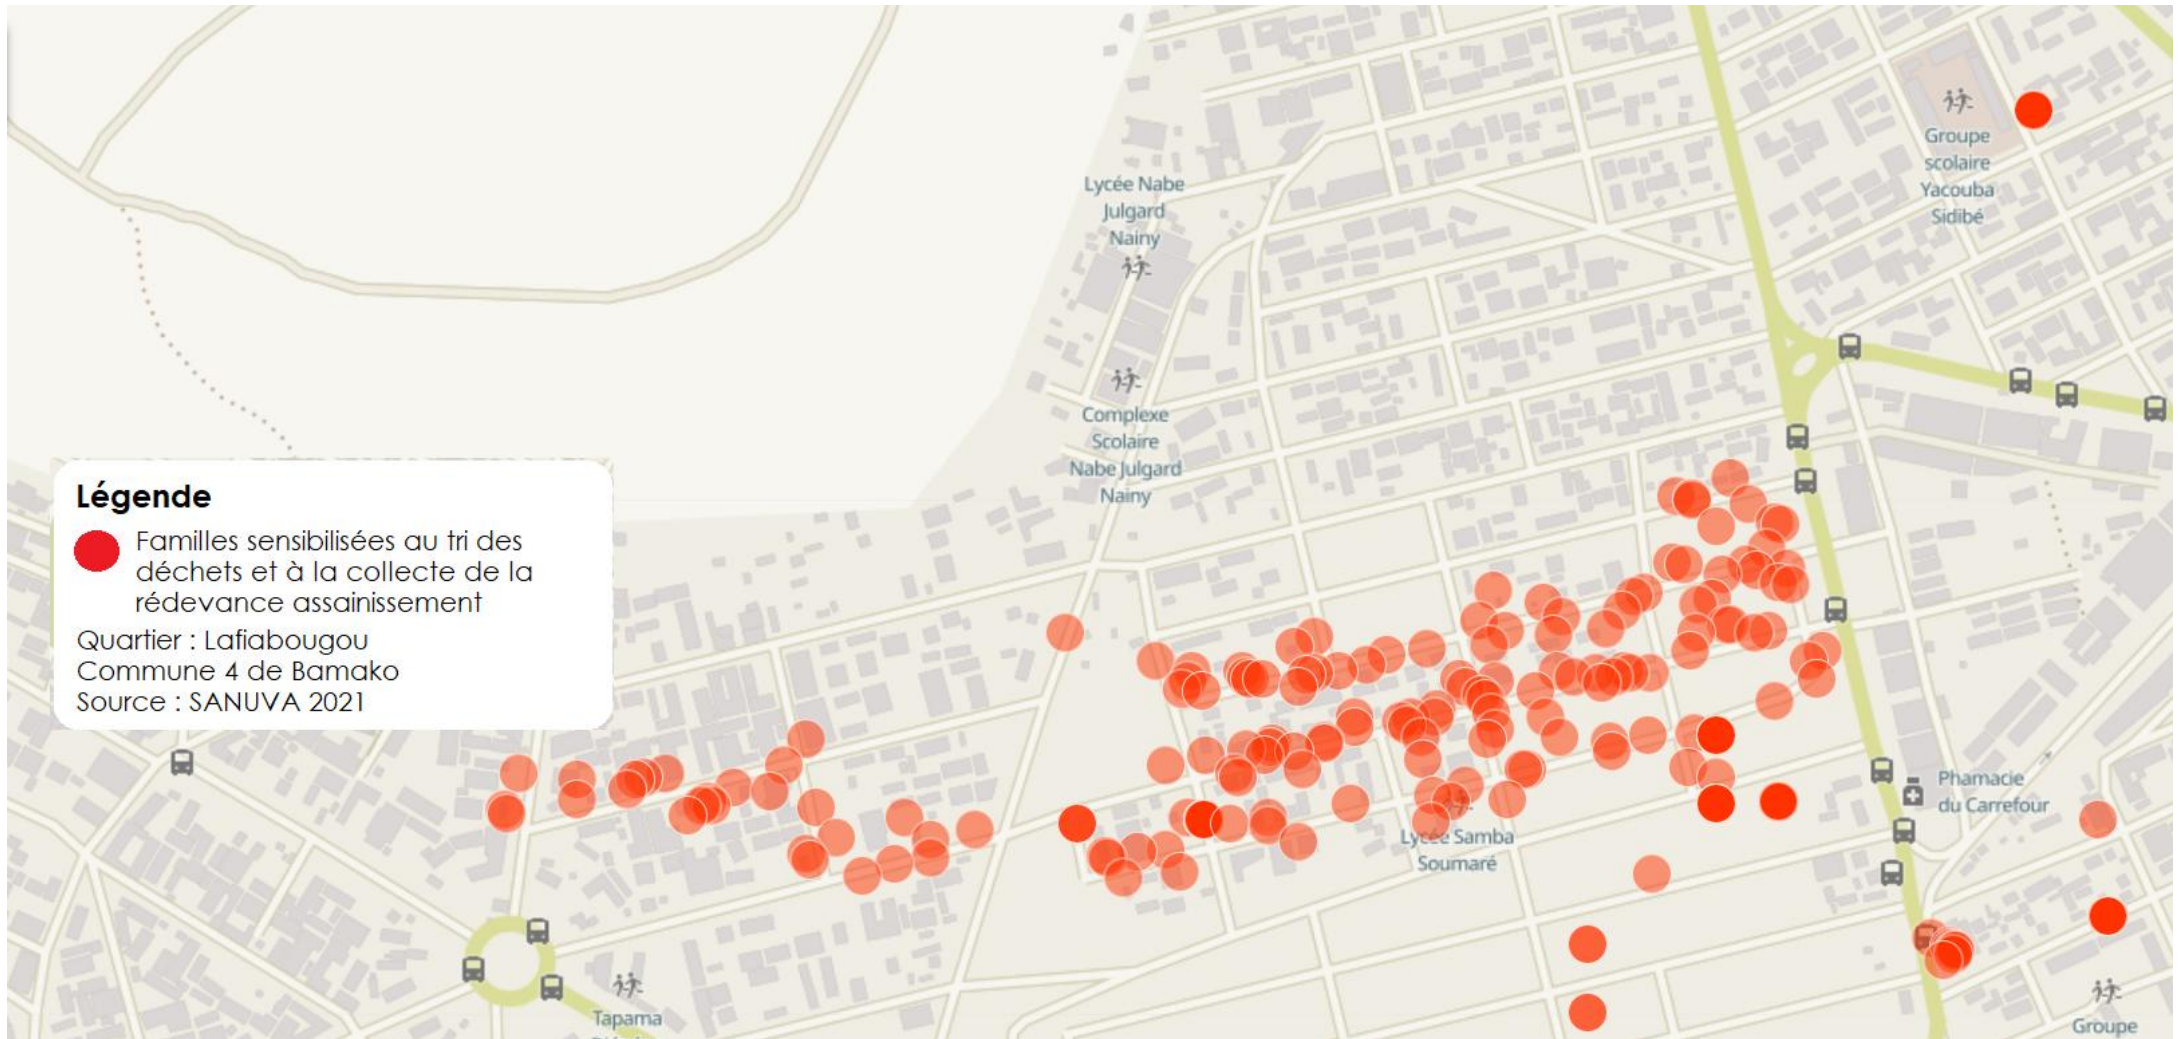 Lycée Nabe
Julgard
Nainy
Groupe
scolaire
Yacouba
Sidibé
Complexe
Scolaire
Nabe Julgard
Nainy
Légende
Familles sensibilisées au tri des
déchets et à la collecte de la
rédevance assainissement
Quartier : Lafiabougou
Commune 4 de Bamako
Source : SANUVA 2021
Phamacie
du Carrefour
Lycée Samba
Soumaré
Tapama
Groupe